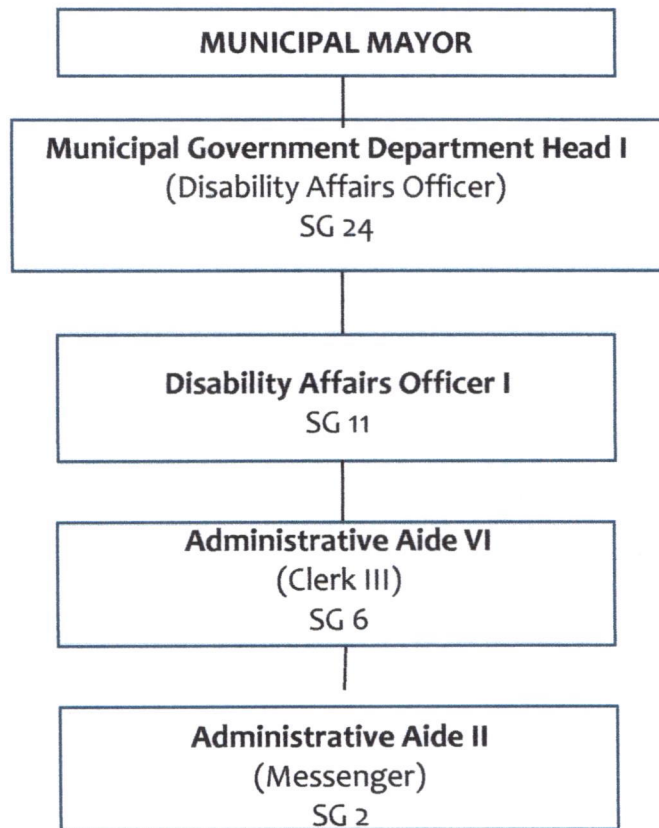 MUNICIPAL MAYOR
Municipal Government Department Head I
(Disability Affairs Officer)
SG 24
Disability Affairs Officer I
SG 11
Administrative Aide VI
(Clerk III)
SG 6
Administrative Aide II
(Messenger)
SG 2